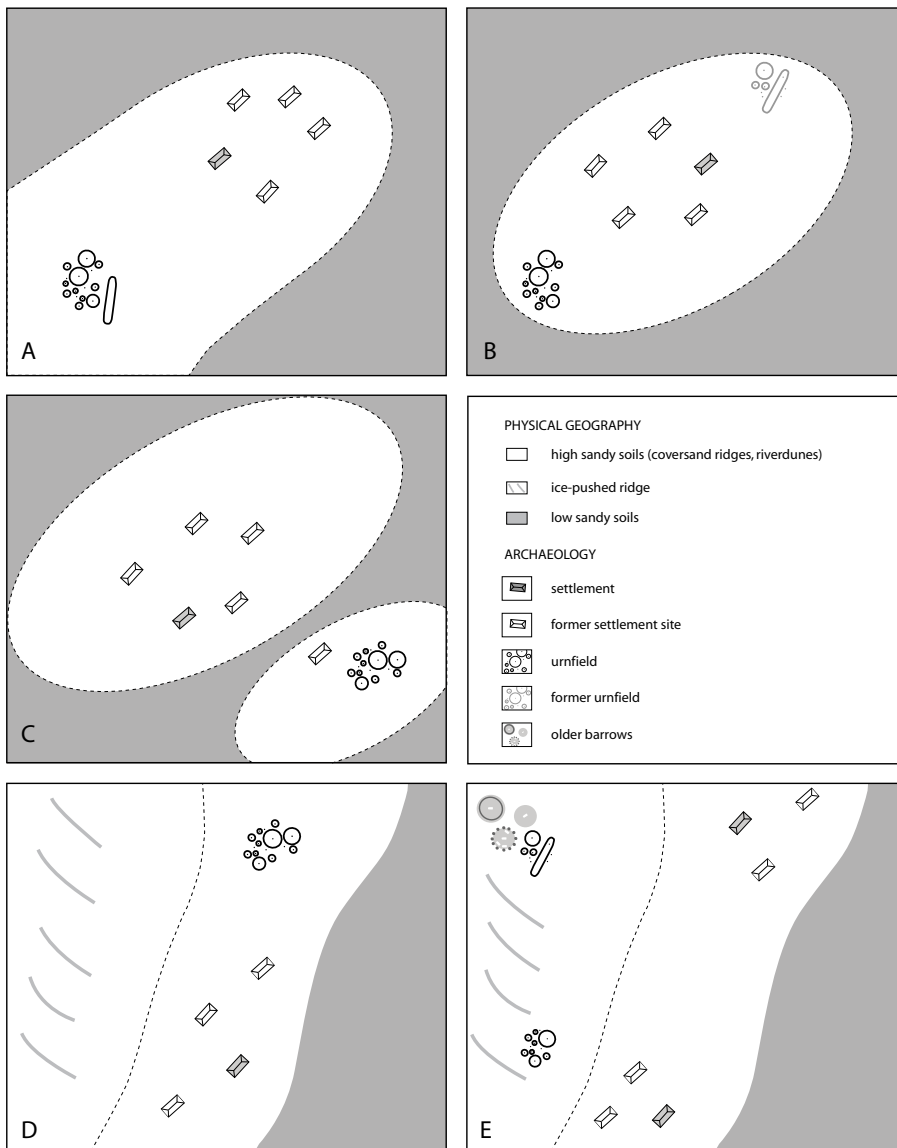 A
B
C
PHYSICAL GEOGRAPHY
high sandy soils (coversand ridges, riverdunes)
ice-pushed ridge
low sandy soils
ARCHAEOLOGY
settlement
former settlement site
urnfield
former urnfield
older barrows
D
E